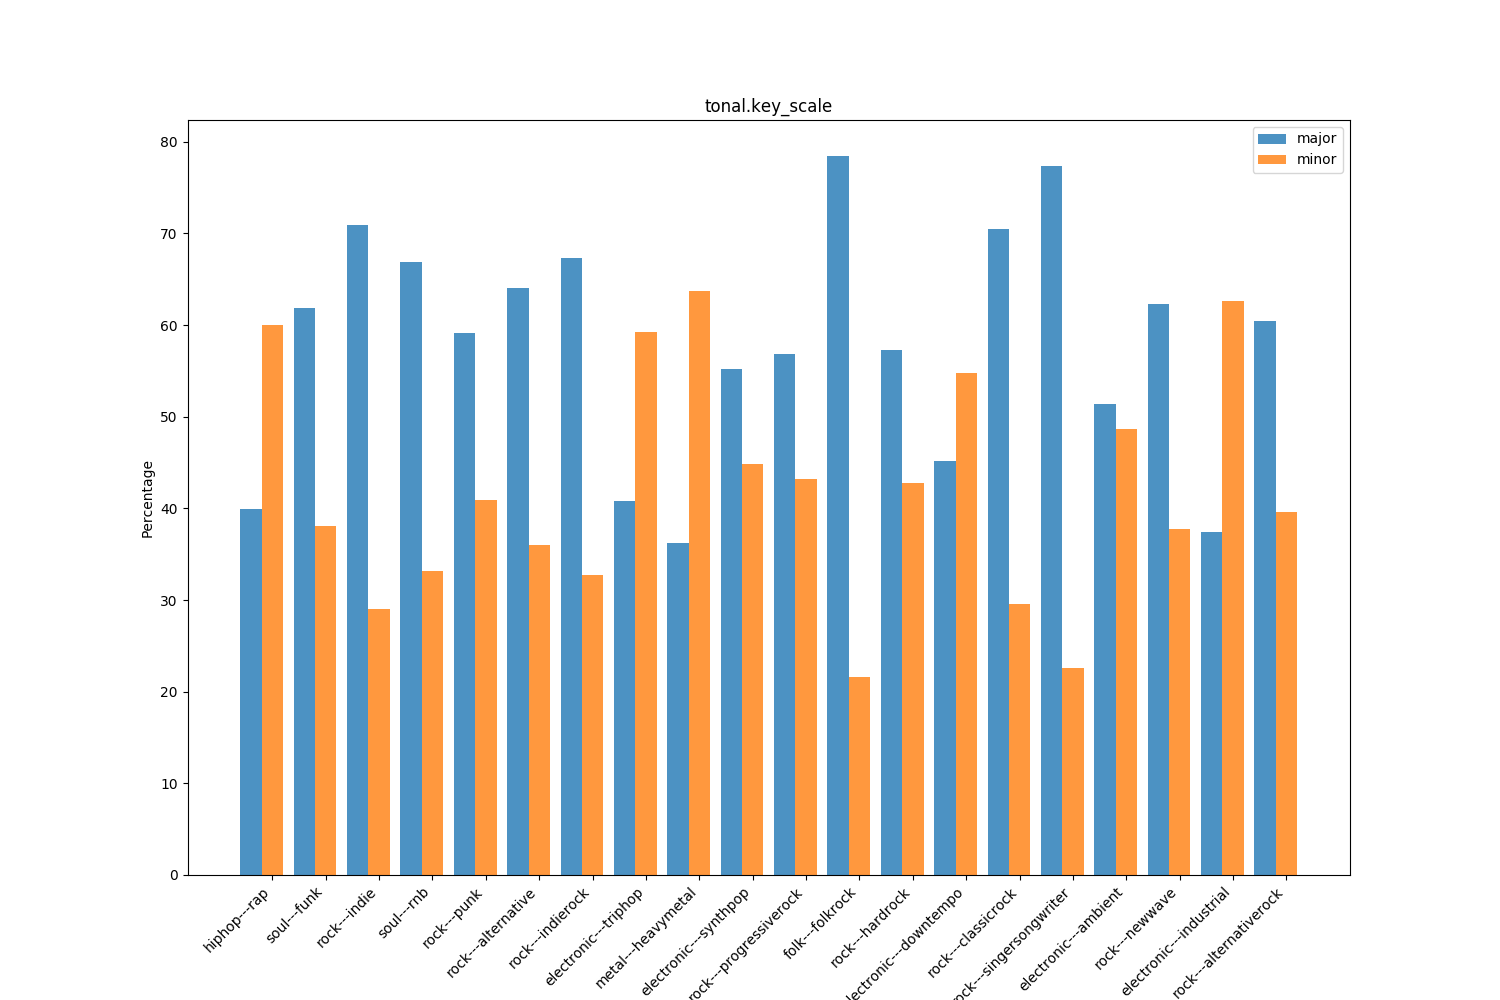 tonal.key_scale
major
minor
80
70
60
50
40
30
20
10
0
Percentage
hiphop---rap
soul---funk
rock---indie
soul---rnb
rock---punk
rock---alternative
rock---indierock
electronic---triphop
metal---heavymetal
electronic---synthpop
rock---progressiverock
folk---folkrock
rock---hardrock
lectronic---downtempo
rock---classicrock
ock---singersongwriter
electronic---ambient
rock---newwave
electronic---industrial
rock---alternativerock